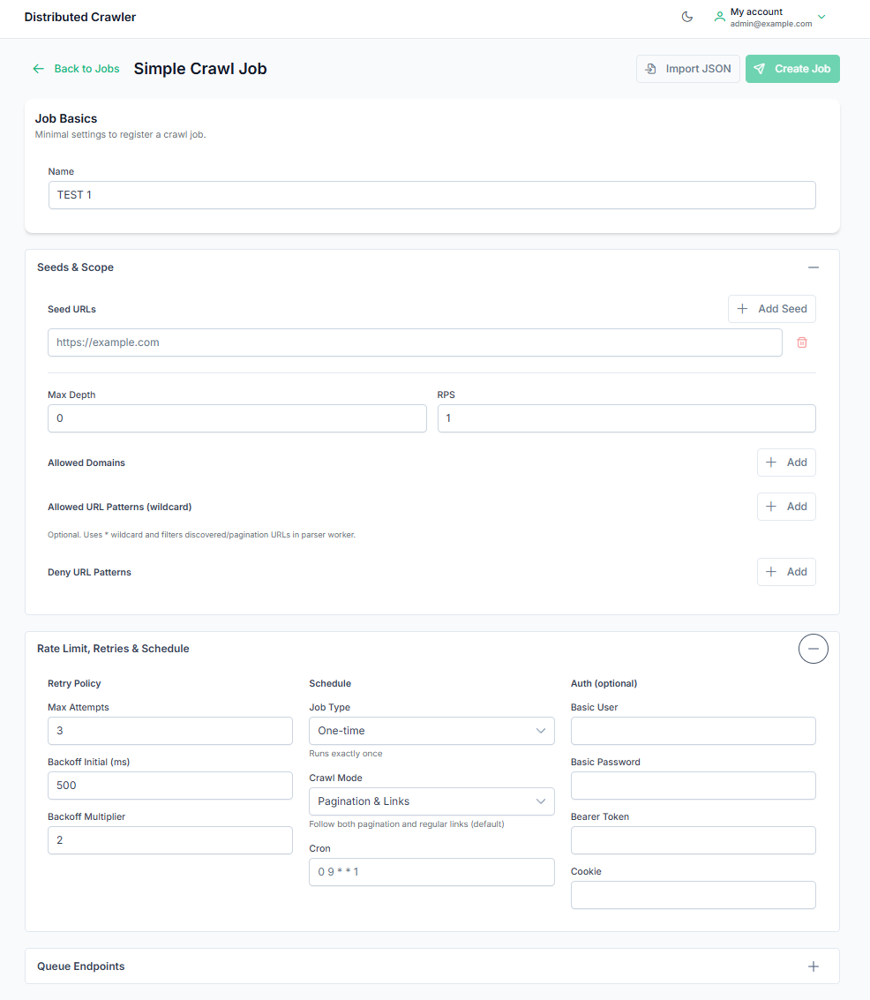 Distributed Crawler
My account
admin@example.com
Back to Jobs
Simple Crawl Job
Import JSON
Create Job
Job Basics
Minimal settings to register a crawl job.
Name
TEST 1
Seeds & Scope
Seed URLs
Add Seed
https://example.com
Max Depth
RPS
0
1
Allowed Domains
Add
Allowed URL Patterns (wildcard)
Add
Optional. Uses * wildcard and filters discovered/pagination URLs in parser worker.
Deny URL Patterns
Add
Rate Limit, Retries & Schedule
Retry Policy
Max Attempts
3
Backoff Initial (ms)
500
Backoff Multiplier
2
Schedule
Job Type
One-time
Runs exactly once
Crawl Mode
Pagination & Links
Follow both pagination and regular links (default)
Cron
0 9 * * 1
Auth (optional)
Basic User
Basic Password
Bearer Token
Cookie
Queue Endpoints